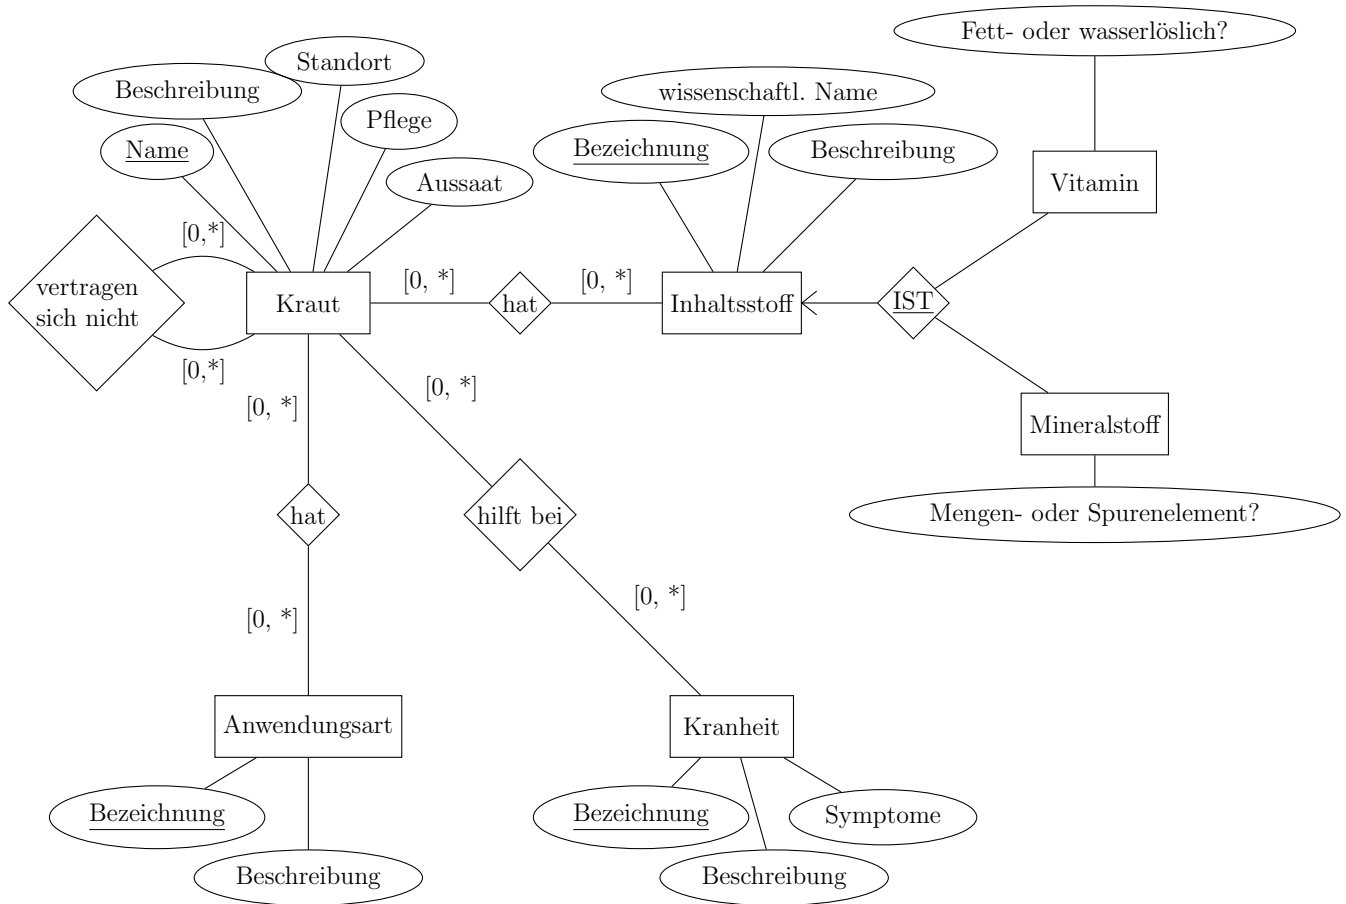 Fett- oder wasserlöslich?
Standort
Beschreibung
wissenschaftl. Name
Pflege
Name
Bezeichnung
Beschreibung
Aussaat
Vitamin
[0,*]
[0, *]
[0, *]
vertragen
sich nicht
Kraut
hat
Inhaltsstoff
IST
[0,*]
[0, *]
[0, *]
Mineralstoff
hat
hilft bei
Mengen- oder Spurenelement?
[0, *]
[0, *]
Anwendungsart
Kranheit
Bezeichnung
Bezeichnung
Symptome
Beschreibung
Beschreibung